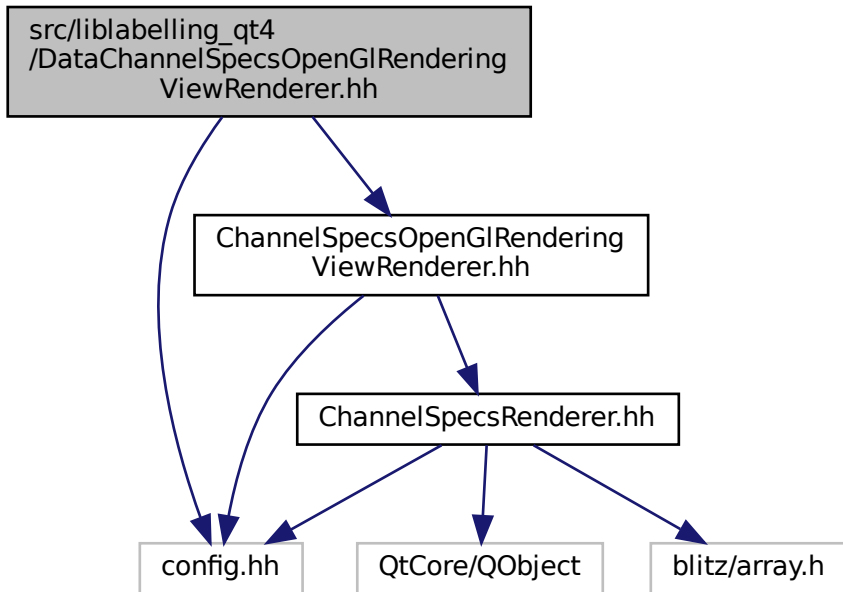 src/liblabelling_qt4
/DataChannelSpecsOpenGlRendering
ViewRenderer.hh
ChannelSpecsOpenGlRendering
ViewRenderer.hh
ChannelSpecsRenderer.hh
config.hh
QtCore/QObject
blitz/array.h